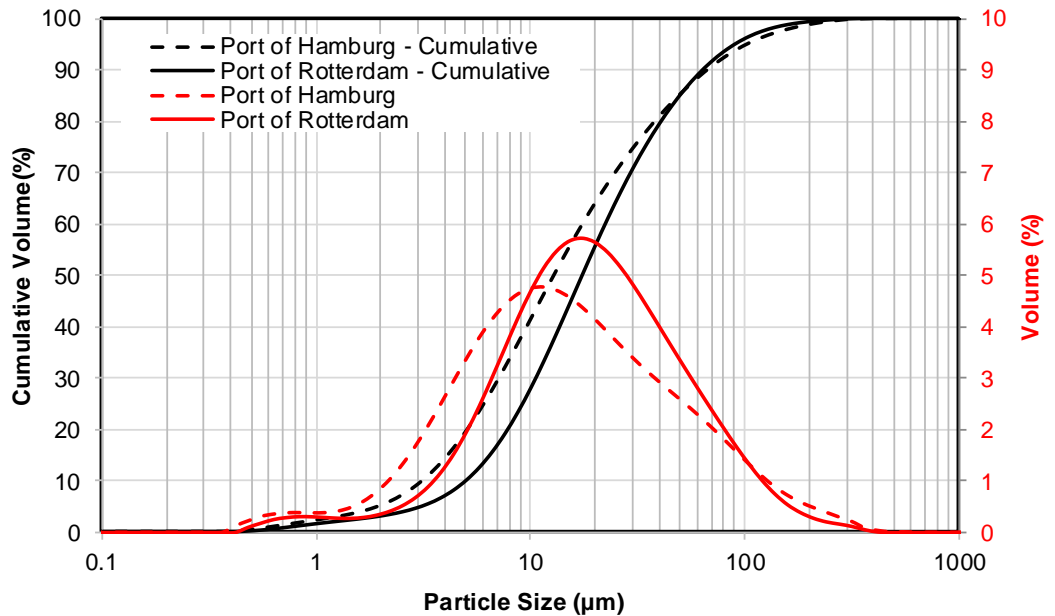 100
90
80
70
60
50
40
30
20
10
0
Cumulative Volume(%)
Port of Hamburg - Cumulative
Port of Rotterdam - Cumulative
Port of Hamburg
Port of Rotterdam
10
9
8
7
6
5
4
3
2
1
0
Volume (%)
0.1 1 10 100 1000
Particle Size (µm)